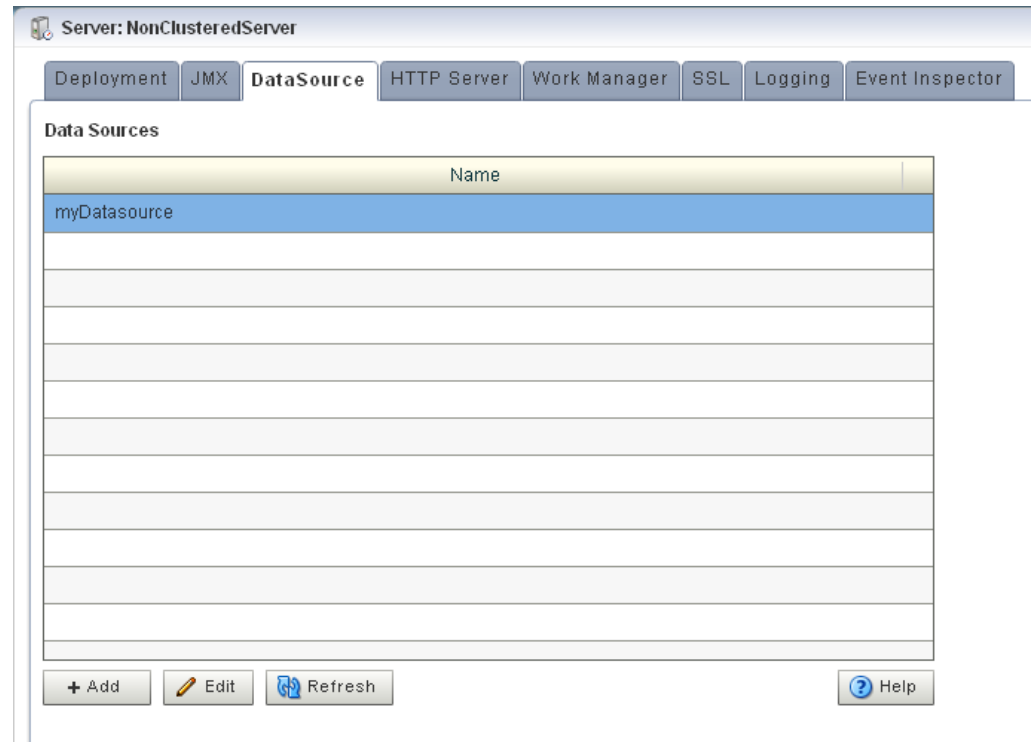 Server: NonClusteredServer
Deployment JMX DataSource HTTP Server Work Manager SSL Logging Event Inspector
Data Sources
Name
myDatasource
+ Add Edit Refresh ? Help